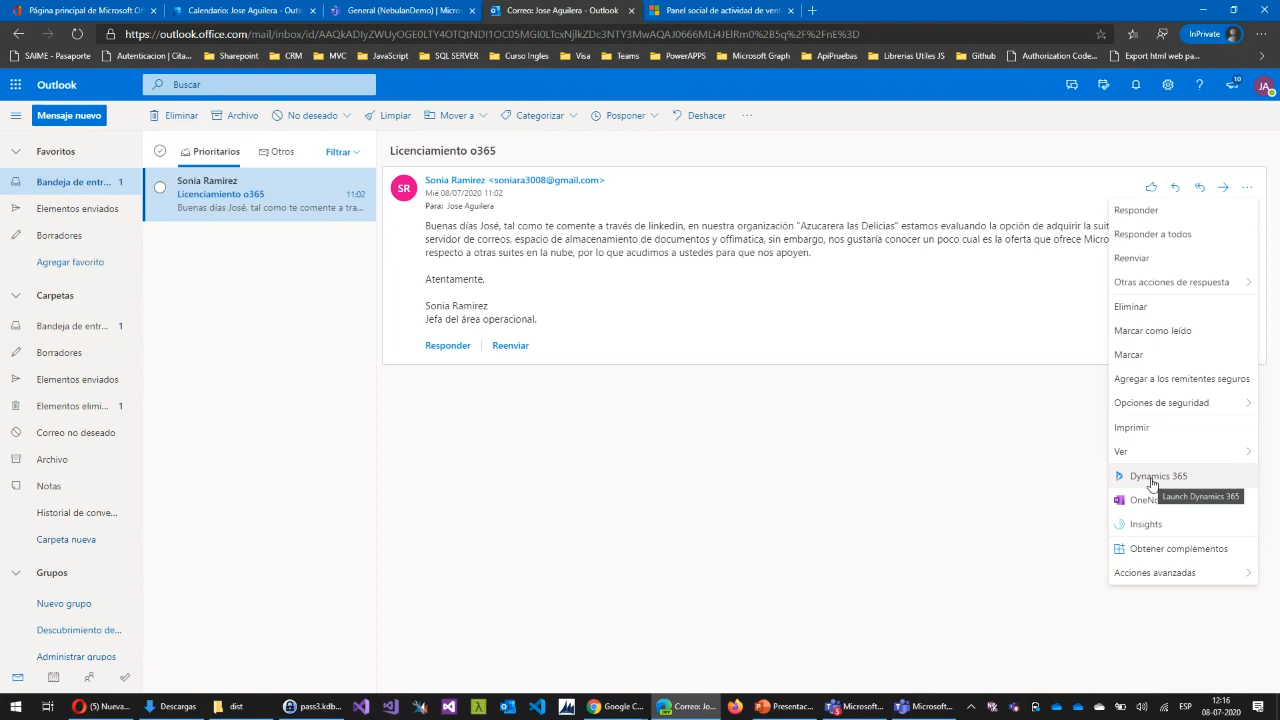 Página principal de Microsoft Of
Calendario: Jose Aguilera - Outlo
General (NebulanDemo) | Micros
Correo: Jose Aguilera - Outlook
Panel social de actividad de vent
https://outlook.office.com/mail/inbox/id/
InPrivate
SAIME - Pasaporte
Autenticacion | Cita...
Sharepoint
CRM
MVC
JavaScript
SQL SERVER
Curso Ingles
Visa
Teams
PowerAPPS
Microsoft Graph
ApiPruebas
Librerias Utiles JS
Github
Authorization Code...
Export html web pa...
Outlook
Buscar
10
JA
Mensaje nuevo
Eliminar
Archivo
No deseado
Limpiar
Mover a
Categorizar
Posponer
Deshacer
...
Favoritos
Bandeja de entr... 1
Elementos enviados
Borradores
Agregar favorito
Carpetas
Bandeja de entr... 1
Borradores
Elementos enviados
Elementos elimi... 1
Correo no deseado
Archivo
Notas
Historial de conve...
Carpeta nueva
Grupos
Nuevo grupo
Descubrimiento de...
Administrar grupos
Prioritarios
Otros
Filtrar
Sonia Ramirez
Licenciamiento o365 11:02
Buenas días José, tal como te comente a tra...
Licenciamiento o365
SR
Sonia Ramirez <soniara3008@gmail.com>
Mié 08/07/2020 11:02
Para: Jose Aguilera
Buenas días José, tal como te comente a través de linkedin, en nuestra organización "Azucarera las Delicias" estamos evaluando la opción de adquirir la suit
servidor de correos, espacio de almacenamiento de documentos y offimatica, sin embargo, nos gustaría conocer un poco cual es la oferta que ofrece Micro
respecto a otras suites en la nube, por lo que acudimos a ustedes para que nos apoyen.
Atentamente,
Sonia Ramirez
Jefa del área operacional.
Responder
Reenviar
Responder
Responder a todos
Reenviar
Otras acciones de respuesta
Eliminar
Marcar como leído
Marcar
Agregar a los remitentes seguros
Opciones de seguridad
Imprimir
Ver
Dynamics 365
Launch Dynamics 365
OneNo
Insights
Obtener complementos
Acciones avanzadas
(5) Nueva...
Descargas
dist
pass3.kdb...
Google C...
Correo: Jo...
Presentac...
Microsoft...
Microsoft...
ESP
12:16
08-07-2020